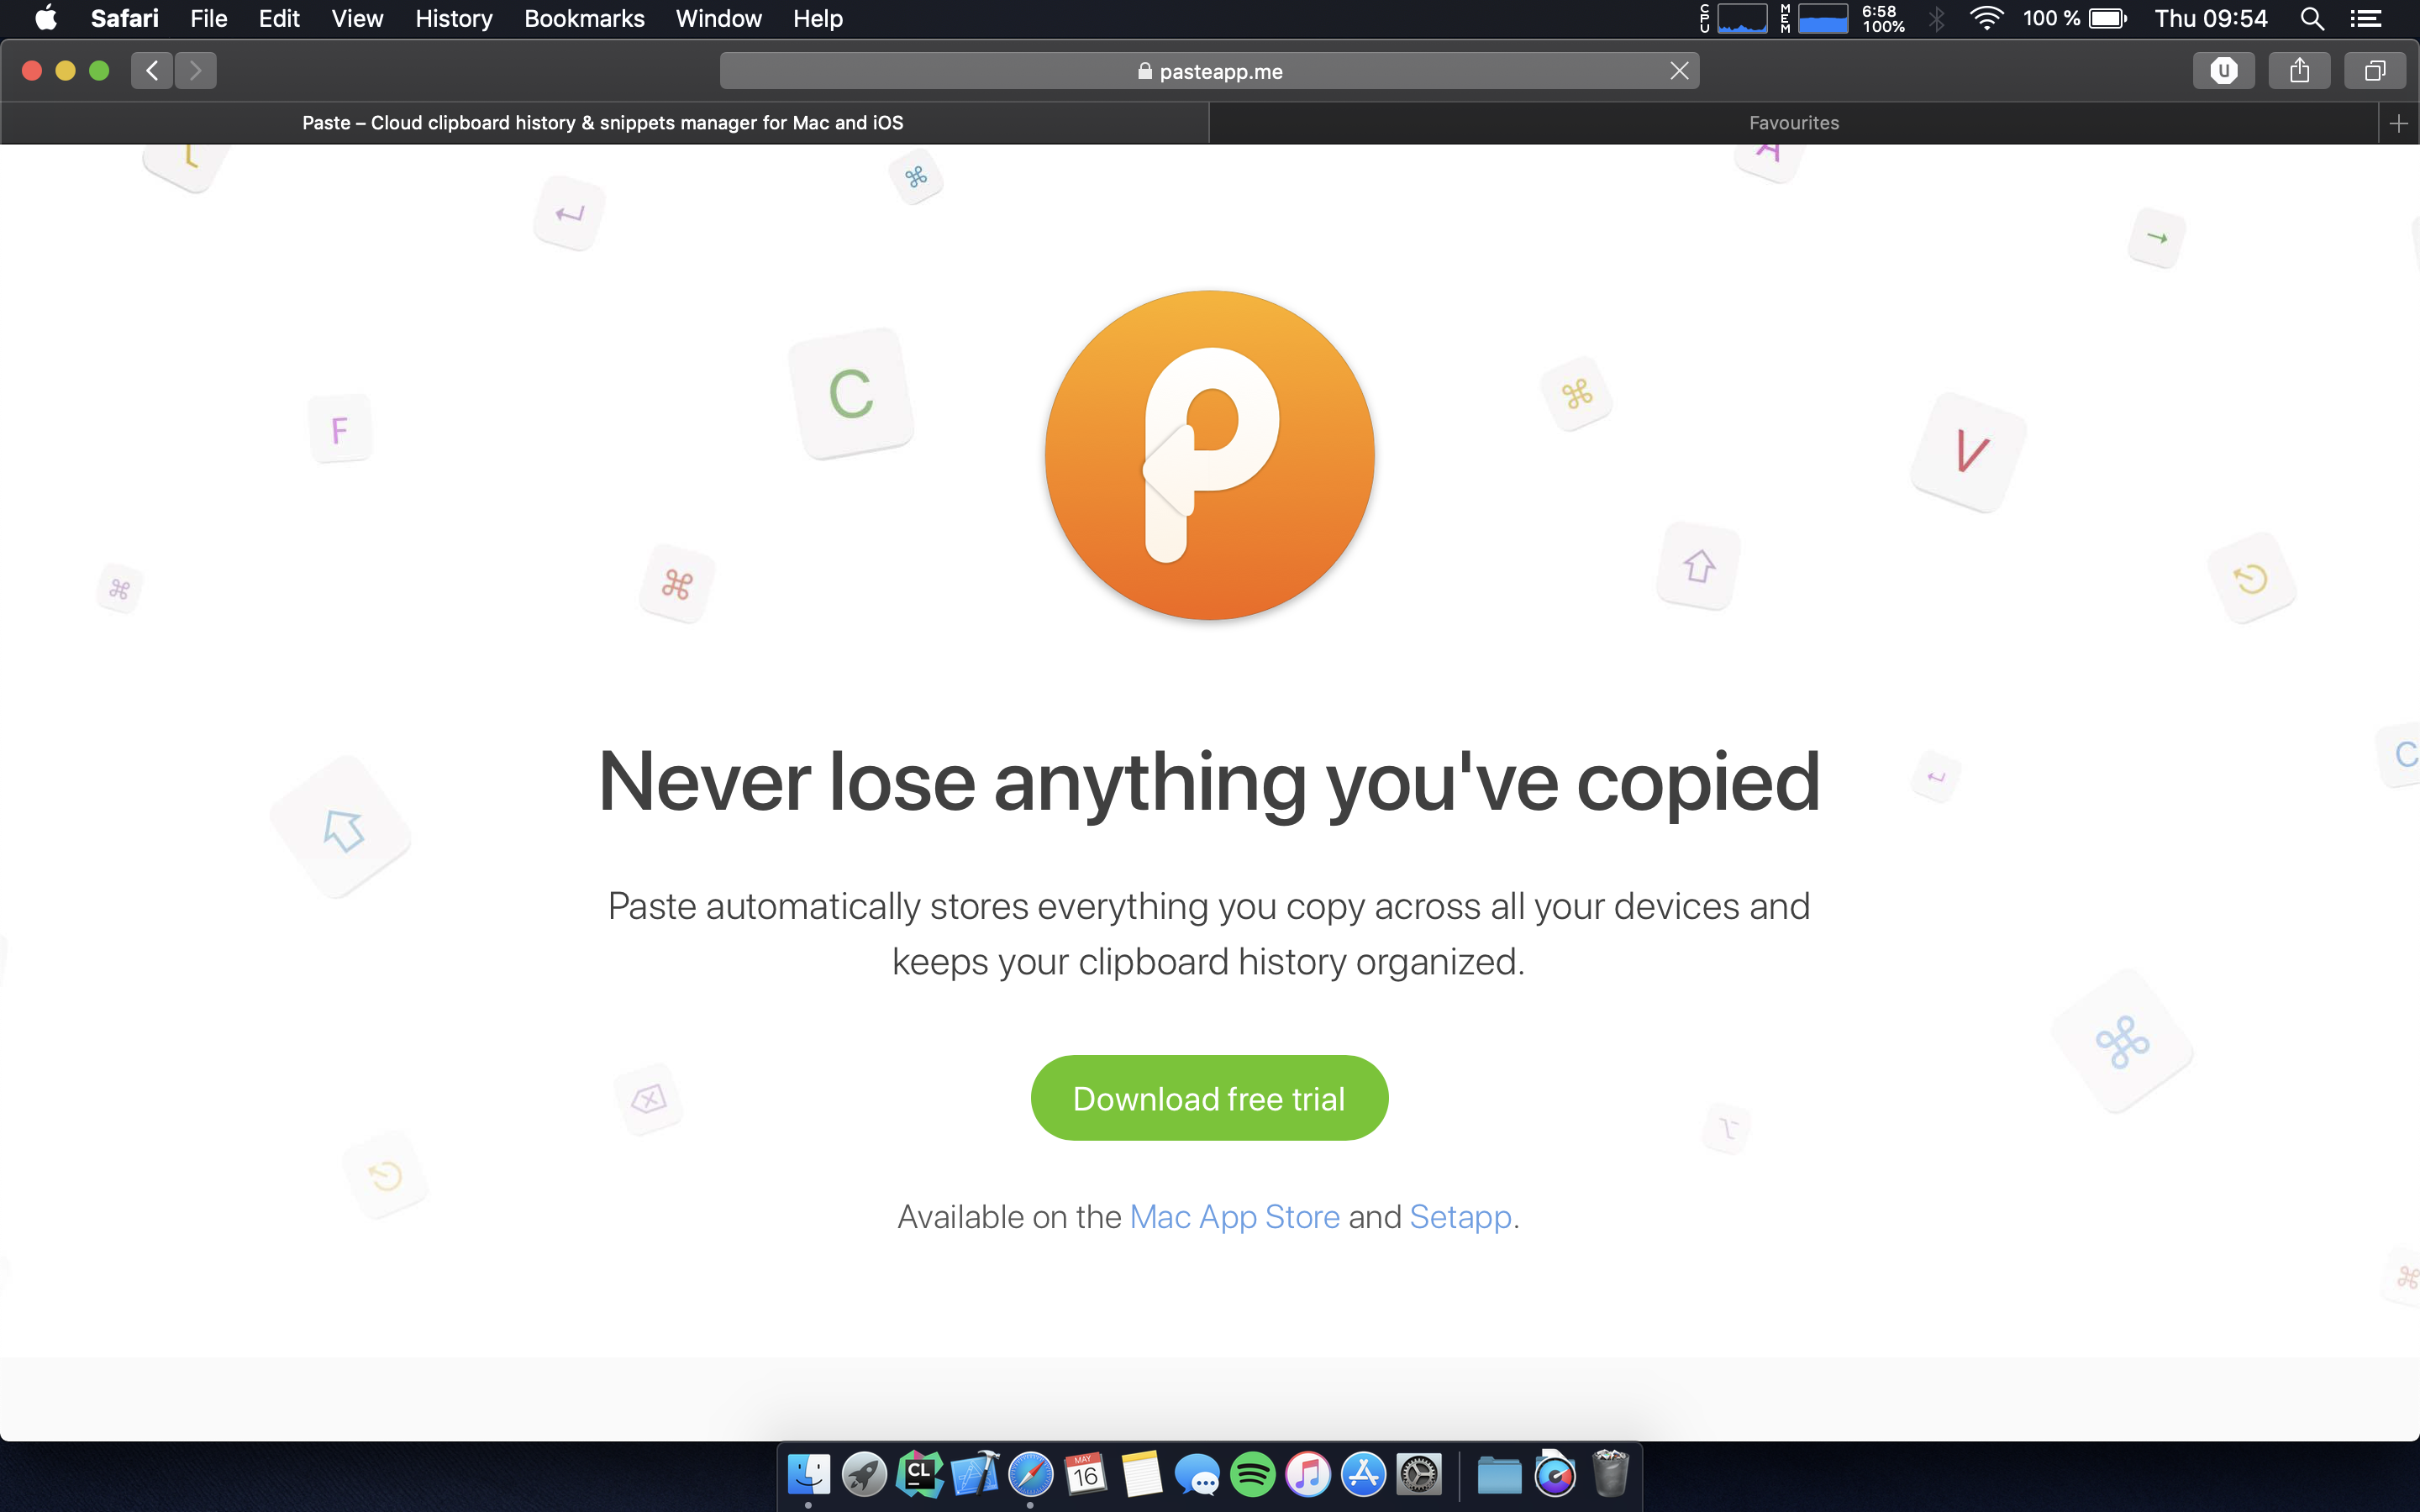 Safari File Edit View History Bookmarks Window Help CPU MEM 6:58 100% 100 % Thu 09:54
pasteapp.me
U
Paste – Cloud clipboard history & snippets manager for Mac and iOS
Favourites
A
C
F
V
P
Never lose anything you've copied
C
Paste automatically stores everything you copy across all your devices and
keeps your clipboard history organized.
Download free trial
Available on the Mac App Store and Setapp.
CL
MAY
16